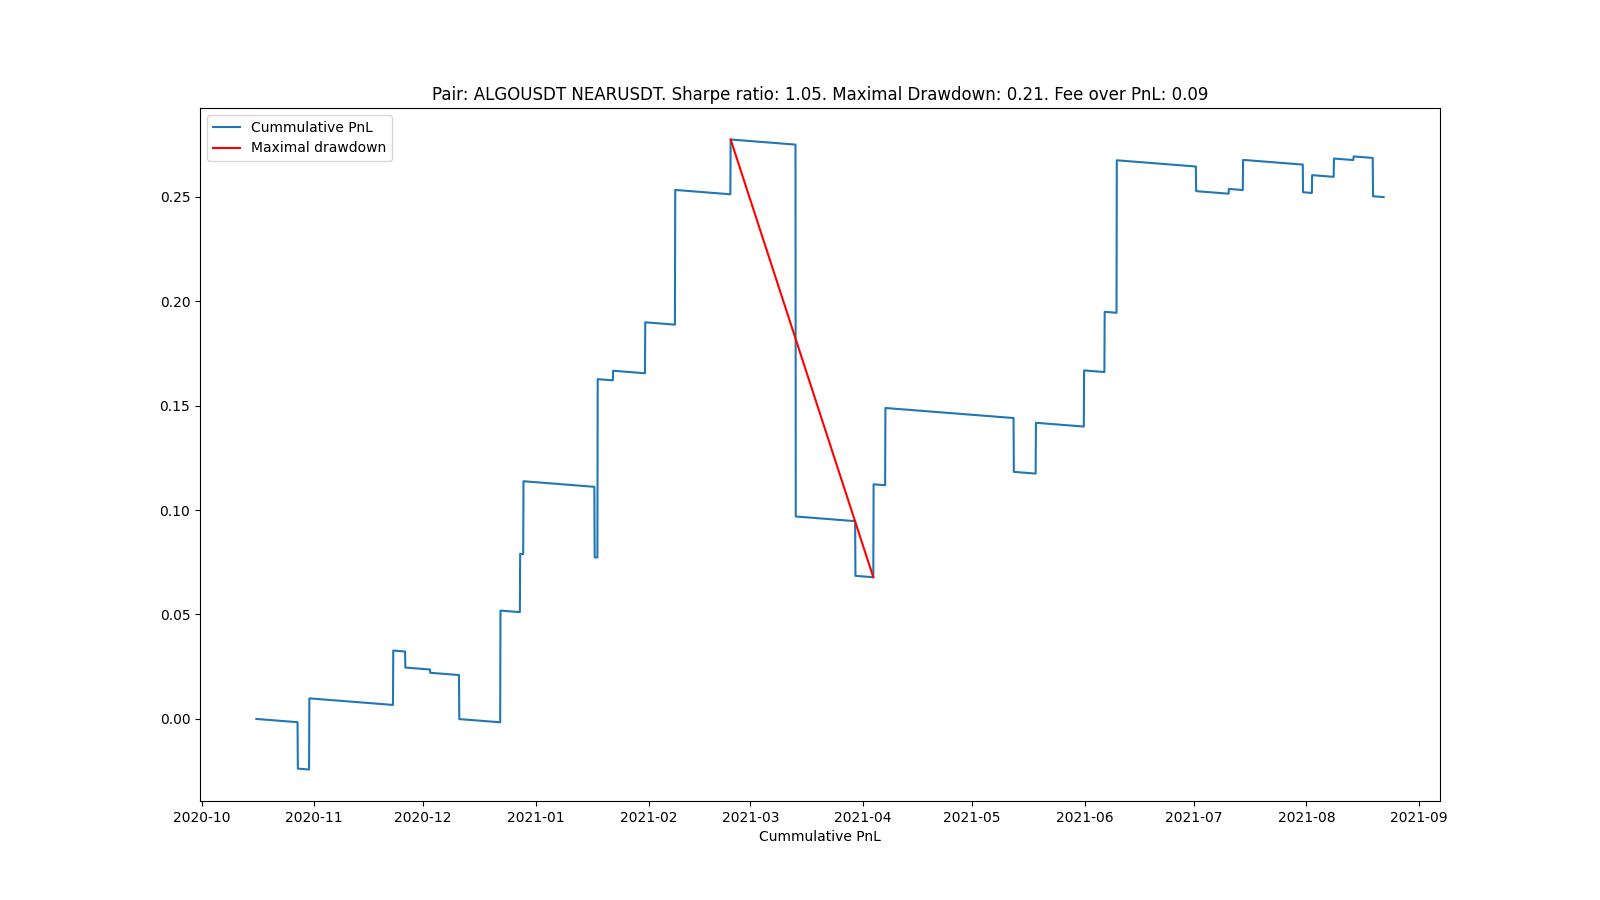 Pair: ALGOUSDT NEARUSDT. Sharpe ratio: 1.05. Maximal Drawdown: 0.21. Fee over PnL: 0.09
Cummulative PnL
Maximal drawdown
0.25
0.20
0.15
0.10
0.05
0.00
2020-10 2020-11 2020-12 2021-01 2021-02 2021-03 2021-04 2021-05 2021-06 2021-07 2021-08 2021-09
Cummulative PnL